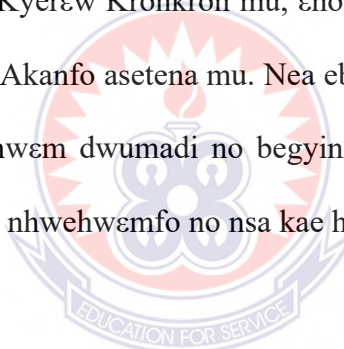 Kyerɛw Kronkron mu, ɛno
Akanfo asetena mu. Nea eb
wɛm dwumadi no begyin
nhwehwɛmfo no nsa kae h
EDUCATION FOR SERVICE